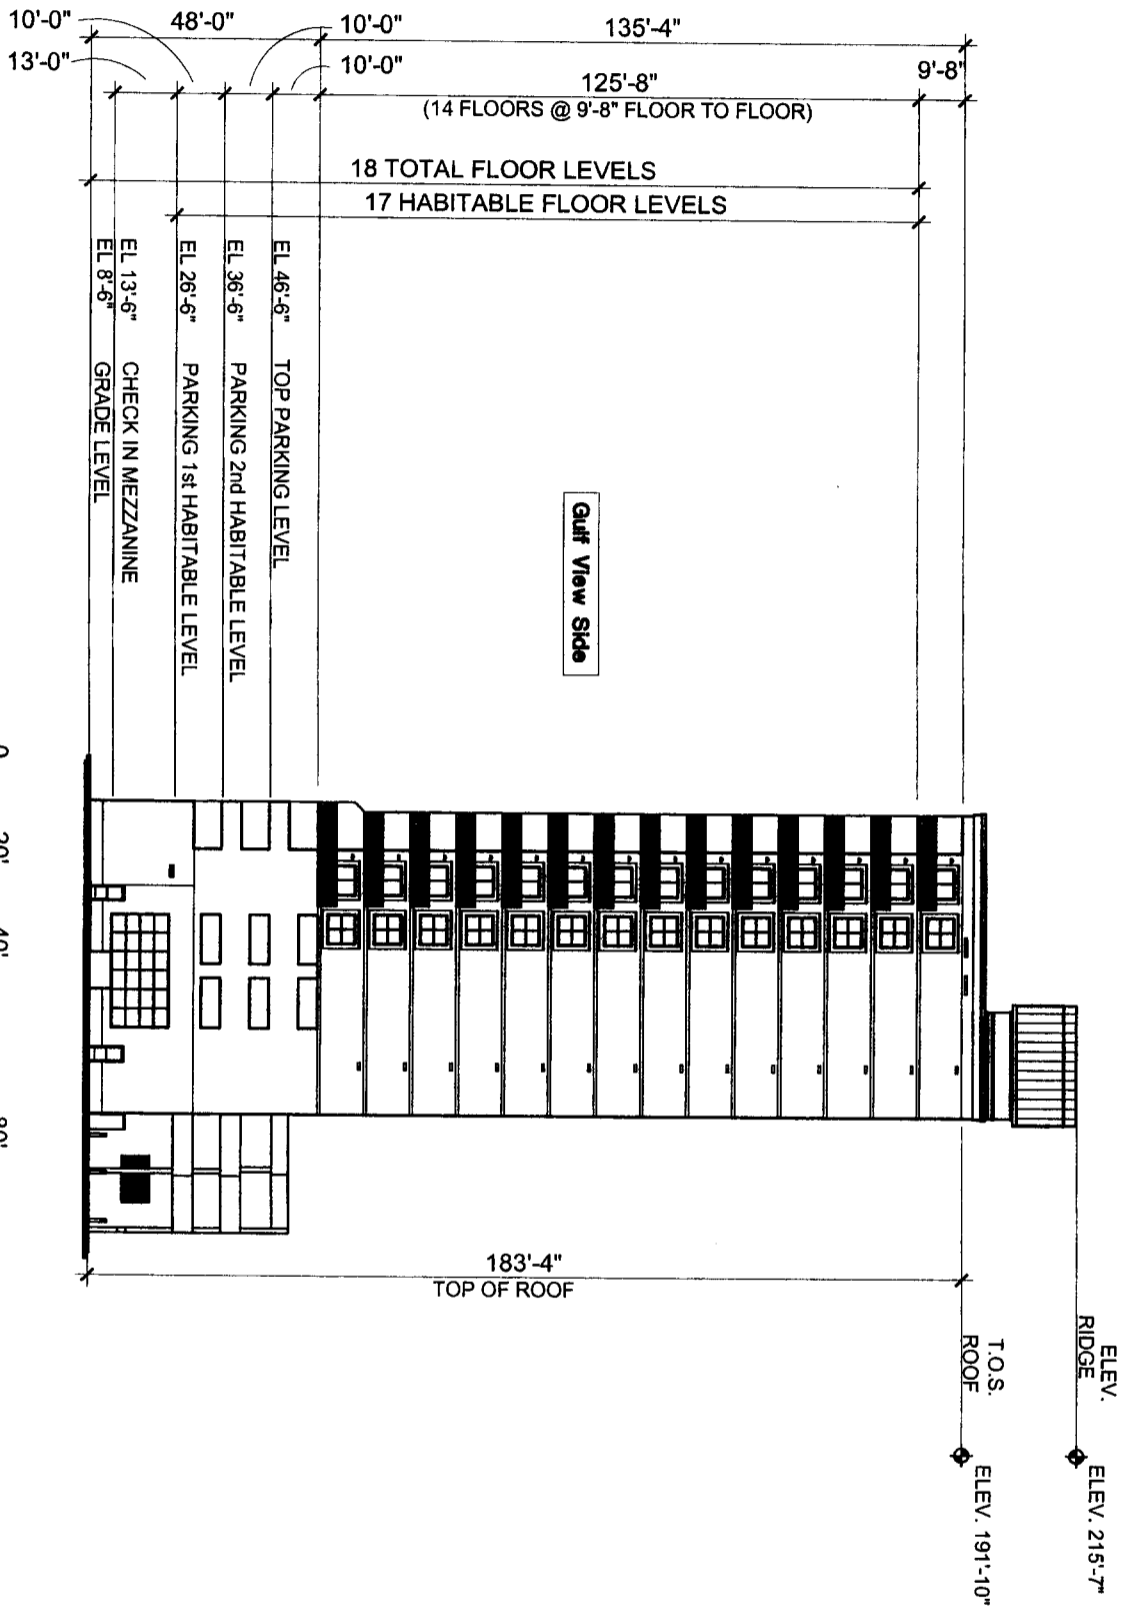 10'-0"
48'-0"
10'-0"
135'-4"
13'-0"
10'-0"
125'-8"
9'-8"
(14 FLOORS @ 9'-8" FLOOR TO FLOOR)
18 TOTAL FLOOR LEVELS
17 HABITABLE FLOOR LEVELS
EL 46'-6" TOP PARKING LEVEL
EL 36'-6" PARKING 2nd HABITABLE LEVEL
EL 26'-6" PARKING 1st HABITABLE LEVEL
EL 13'-6" CHECK IN MEZZANINE
EL 8'-6" GRADE LEVEL
Gulf View Side
183'-4"
TOP OF ROOF
ELEV.
RIDGE
ELEV. 215'-7"
T.O.S.
ROOF
ELEV. 191'-10"